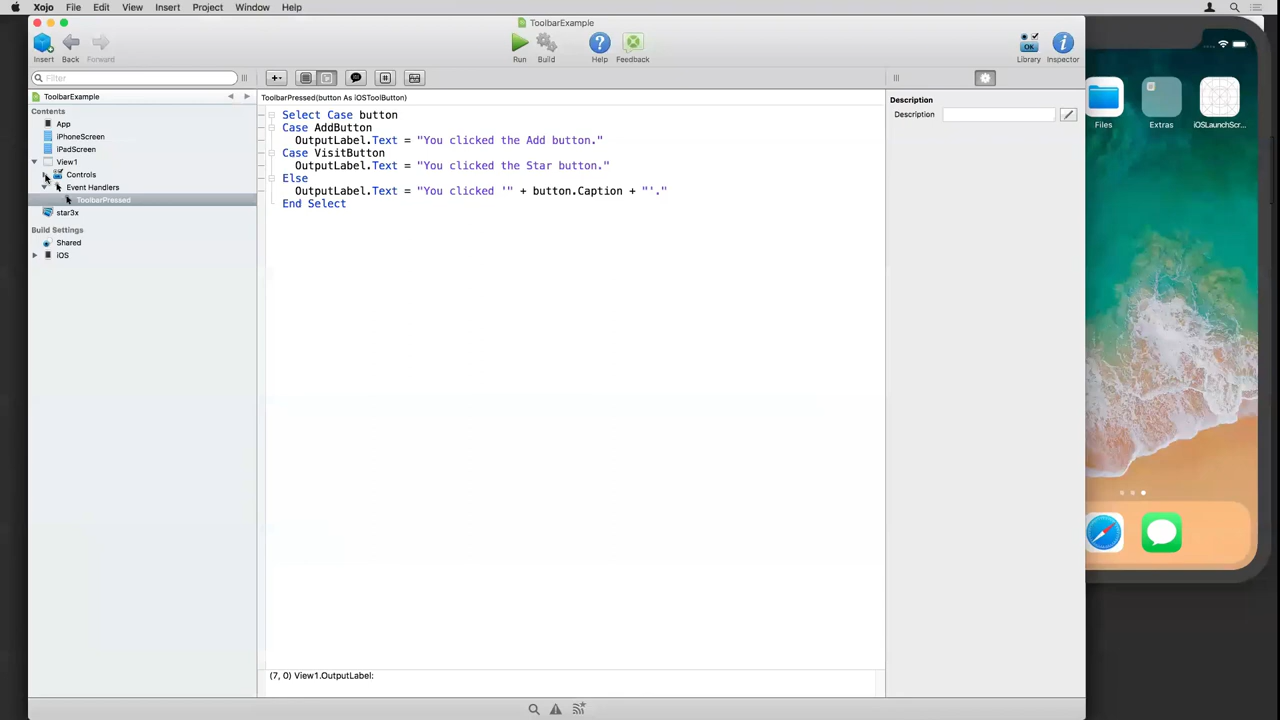 Xojo File Edit View Insert Project Window Help
ToolbarExample
Insert Back Forward Run Build Help Feedback Library Inspector
OK
Filter
ToolbarExample
Contents
App
iPhoneScreen
iPadScreen
View1
Controls
Event Handlers
ToolbarPressed
star3x
Build Settings
Shared
iOS
ToolbarPressed(button As iOSToolButton)
Select Case button
Case AddButton
OutputLabel.Text = "You clicked the Add button."
Case VisitButton
OutputLabel.Text = "You clicked the Star button."
Else
OutputLabel.Text = "You clicked '" + button.Caption + "'."
End Select
(7, 0) View1.OutputLabel:
Description
Description
Files Extras iOSLaunchScr...